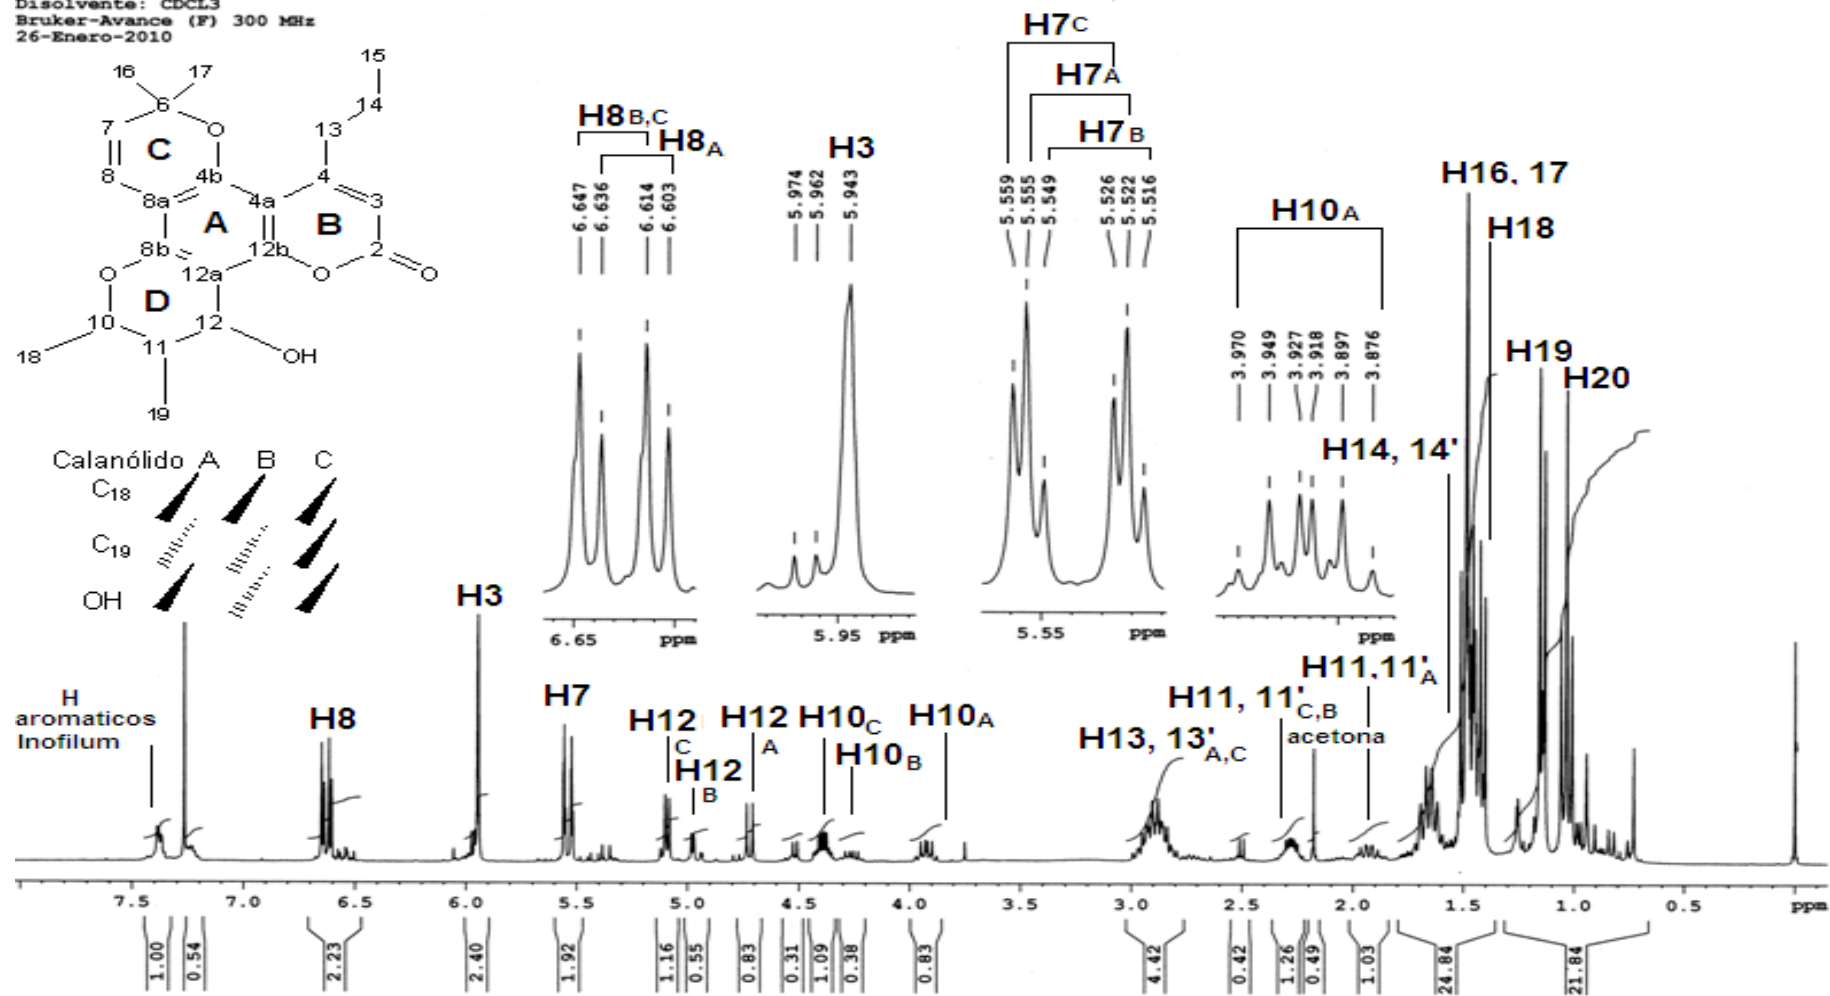 Disolvente: CDCL3
Bruker-Avance (F) 300 MHz
26-Enero-2010
15
16 17
14
6
7 O 13
C
8 4b 4
8a 4a 3
A B
8b 12b 2
O 12a O O
D
10 12
18 11 OH
19
Calanólido A B C
C18
C19
OH
H7C
H7A
H7B
H8B,C
H8A
H3
H10A
6.647
6.636
6.614
6.603
5.974
5.962
5.943
5.559
5.555
5.549
5.526
5.522
5.516
3.970
3.949
3.927
3.918
3.897
3.876
6.65 ppm
5.95 ppm
5.55 ppm
ppm
H16, 17
H18
H19
H20
H14, 14'
H
aromaticos
Inofilum
H8
H3
H7
H12 C
H12 B
H12 A
H10C
H10B
H10A
H13, 13'A,C
H11, 11'C,B
acetona
H11,11'A
7.5 7.0 6.5 6.0 5.5 5.0 4.5 4.0 3.5 3.0 2.5 2.0 1.5 1.0 0.5 ppm
1.00
0.54
2.23
2.40
1.92
1.16
0.55
0.83
0.31
1.09
0.38
0.83
4.42
0.42
1.26
0.49
1.03
24.84
21.84